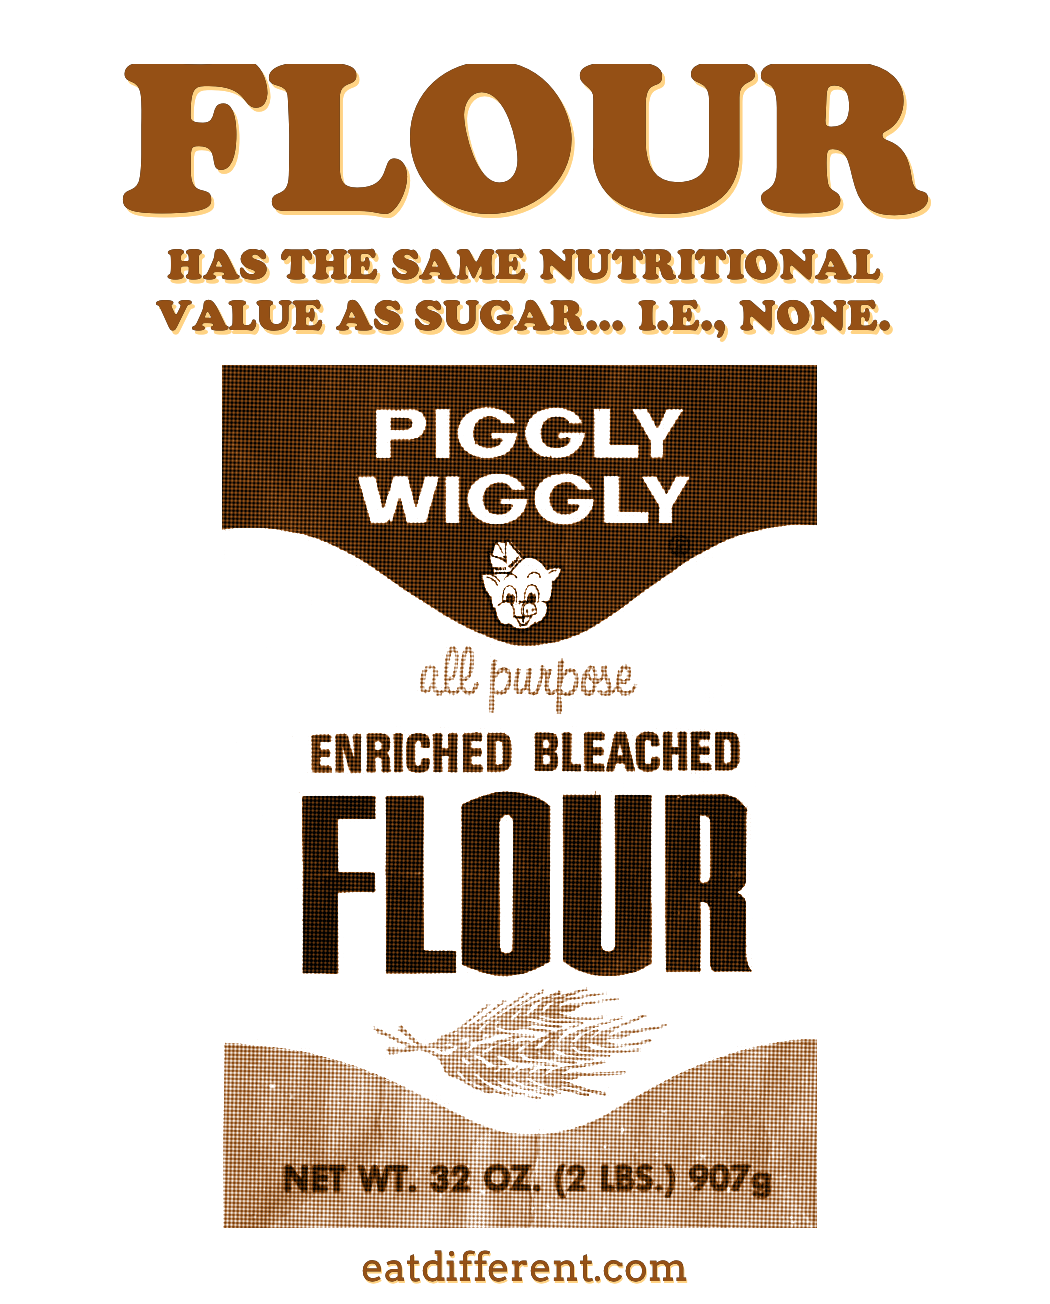 FLOUR
HAS THE SAME NUTRITIONAL
VALUE AS SUGAR... I.E., NONE.
PIGGLY
WIGGLY
all purpose
ENRICHED BLEACHED
FLOUR
NET WT. 32 OZ. (2 LBS.) 907g
eatdifferent.com